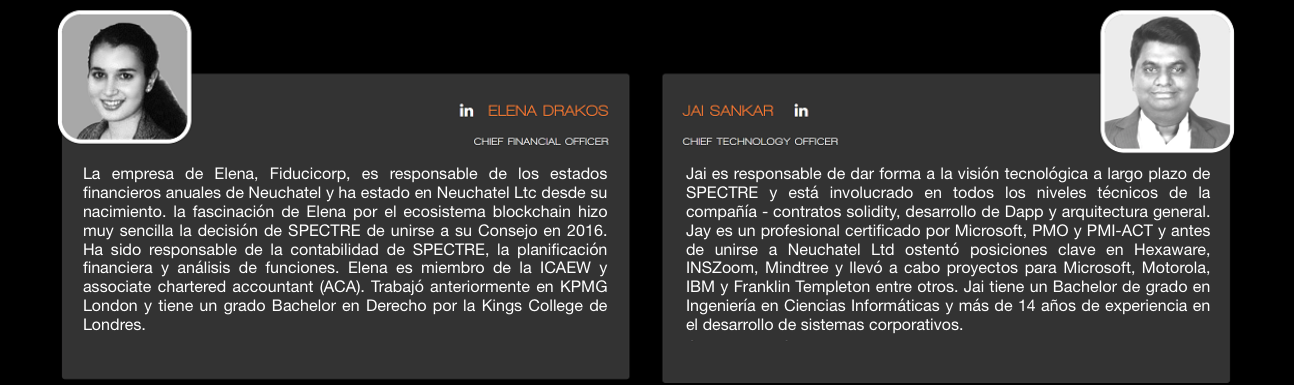 in ELENA DRAKOS
CHIEF FINANCIAL OFFICER
La empresa de Elena, Fiducicorp, es responsable de los estados
financieros anuales de Neuchatel y ha estado en Neuchatel Ltc desde su
nacimiento. la fascinación de Elena por el ecosistema blockchain hizo
muy sencilla la decisión de SPECTRE de unirse a su Consejo en 2016.
Ha sido responsable de la contabilidad de SPECTRE, la planificación
financiera y análisis de funciones. Elena es miembro de la ICAEW y
associate chartered accountant (ACA). Trabajó anteriormente en KPMG
London y tiene un grado Bachelor en Derecho por la Kings College de
Londres.
JAI SANKAR in
CHIEF TECHNOLOGY OFFICER
Jai es responsable de dar forma a la visión tecnológica a largo plazo de
SPECTRE y está involucrado en todos los niveles técnicos de la
compañía - contratos solidity, desarrollo de Dapp y arquitectura general.
Jay es un profesional certificado por Microsoft, PMO y PMI-ACT y antes
de unirse a Neuchatel Ltd ostentó posiciones clave en Hexaware,
INSZoom, Mindtree y llevó a cabo proyectos para Microsoft, Motorola,
IBM y Franklin Templeton entre otros. Jai tiene un Bachelor de grado en
Ingeniería en Ciencias Informáticas y más de 14 años de experiencia en
el desarrollo de sistemas corporativos.